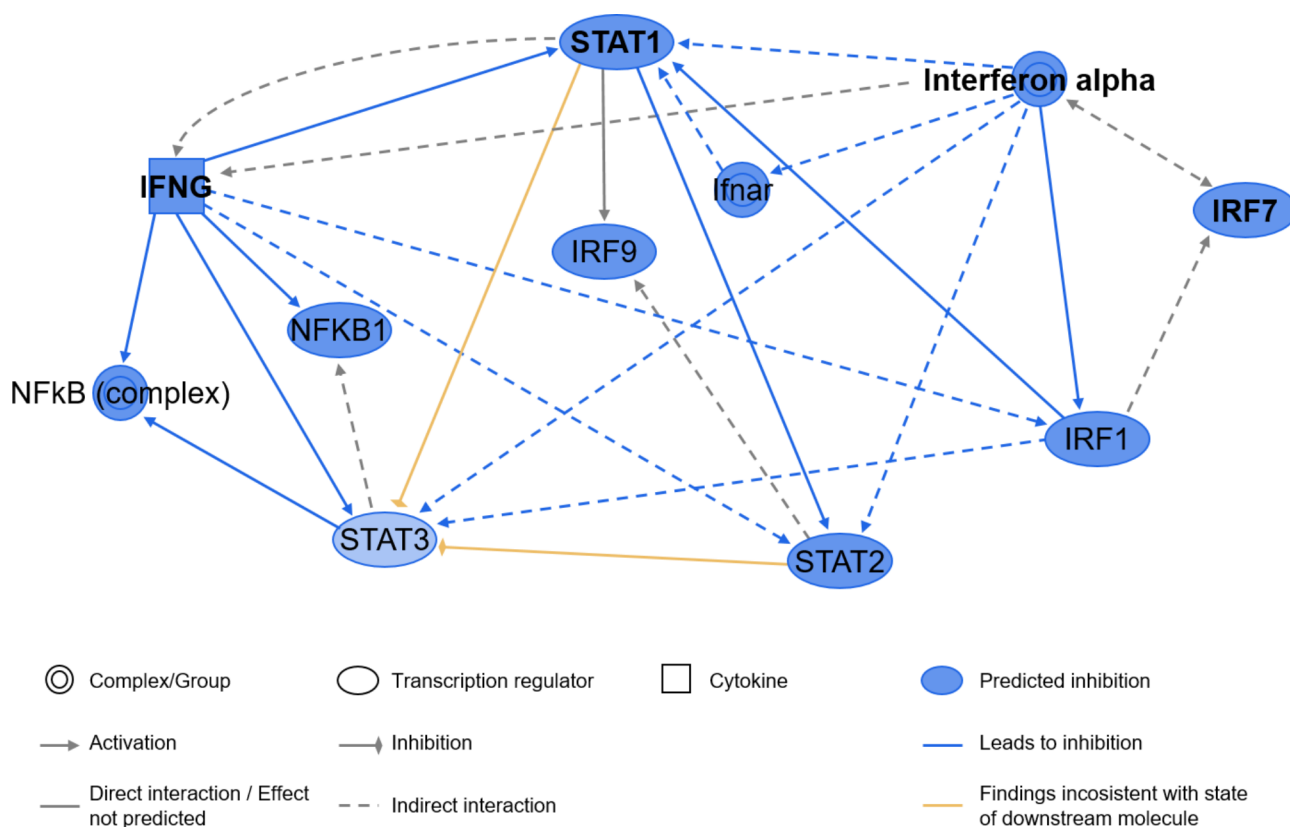 STAT1
Interferon alpha
IFNG
Ifnar
IRF7
IRF9
NFKB1
NFkB (complex)
IRF1
STAT3
STAT2
Complex/Group
Transcription regulator
Cytokine
Predicted inhibition
Activation
Inhibition
Leads to inhibition
Direct interaction / Effect
not predicted
Indirect interaction
Findings incosistent with state
of downstream molecule